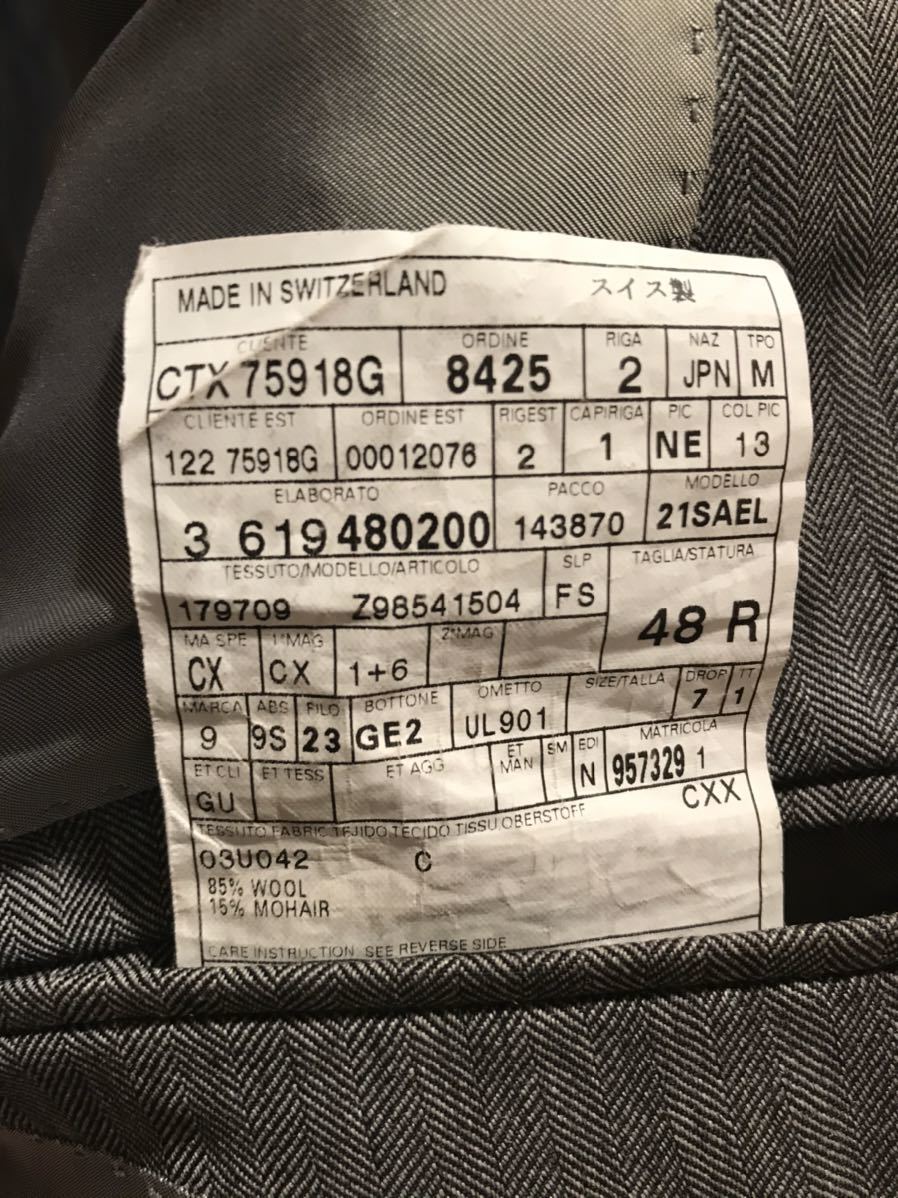 MADE IN SWITZERLAND スイス製
CLIENTE ORDINE RIGA NAZ TPO
CTX 75918G 8425 2 JPN M
CLIENTE EST ORDINE EST RIGEST CAPIRIGA PIC COL PIC
122 75918G 00012076 2 1 NE 13
ELABORATO PACCO MODELLO
3 619 480200 143870 21SAEL
TESSUTO/MODELLO/ARTICOLO SLP TAGLIA/STATURA
179709 Z98541504 FS 48 R
MA SPE 1°MAG 2°MAG
CX CX 1+6
MARCA ABS FILO BOTTONE OMETTO SIZE/TALLA DROP TT
9 9S 23 GE2 UL901 7 1
ET CLI ET TESS ET AGG ET MAN SM EDI MATRICOLA
GU N 957329 1
CXX
TESSUTO FABRIC TEJIDO TECIDO TISSU OBERSTOFF
03U042 C
85% WOOL
15% MOHAIR
CARE INSTRUCTION SEE REVERSE SIDE